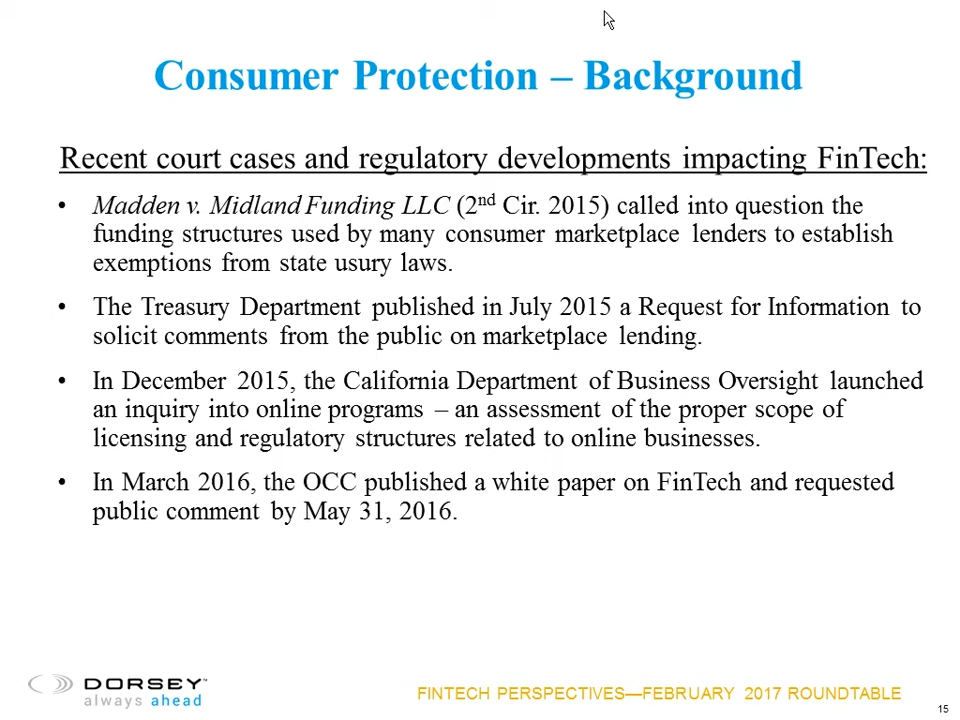 Consumer Protection – Background
Recent court cases and regulatory developments impacting FinTech:
• Madden v. Midland Funding LLC (2nd Cir. 2015) called into question the
funding structures used by many consumer marketplace lenders to establish
exemptions from state usury laws.
• The Treasury Department published in July 2015 a Request for Information to
solicit comments from the public on marketplace lending.
• In December 2015, the California Department of Business Oversight launched
an inquiry into online programs – an assessment of the proper scope of
licensing and regulatory structures related to online businesses.
• In March 2016, the OCC published a white paper on FinTech and requested
public comment by May 31, 2016.
DORSEY™
always ahead
FINTECH PERSPECTIVES—FEBRUARY 2017 ROUNDTABLE
15